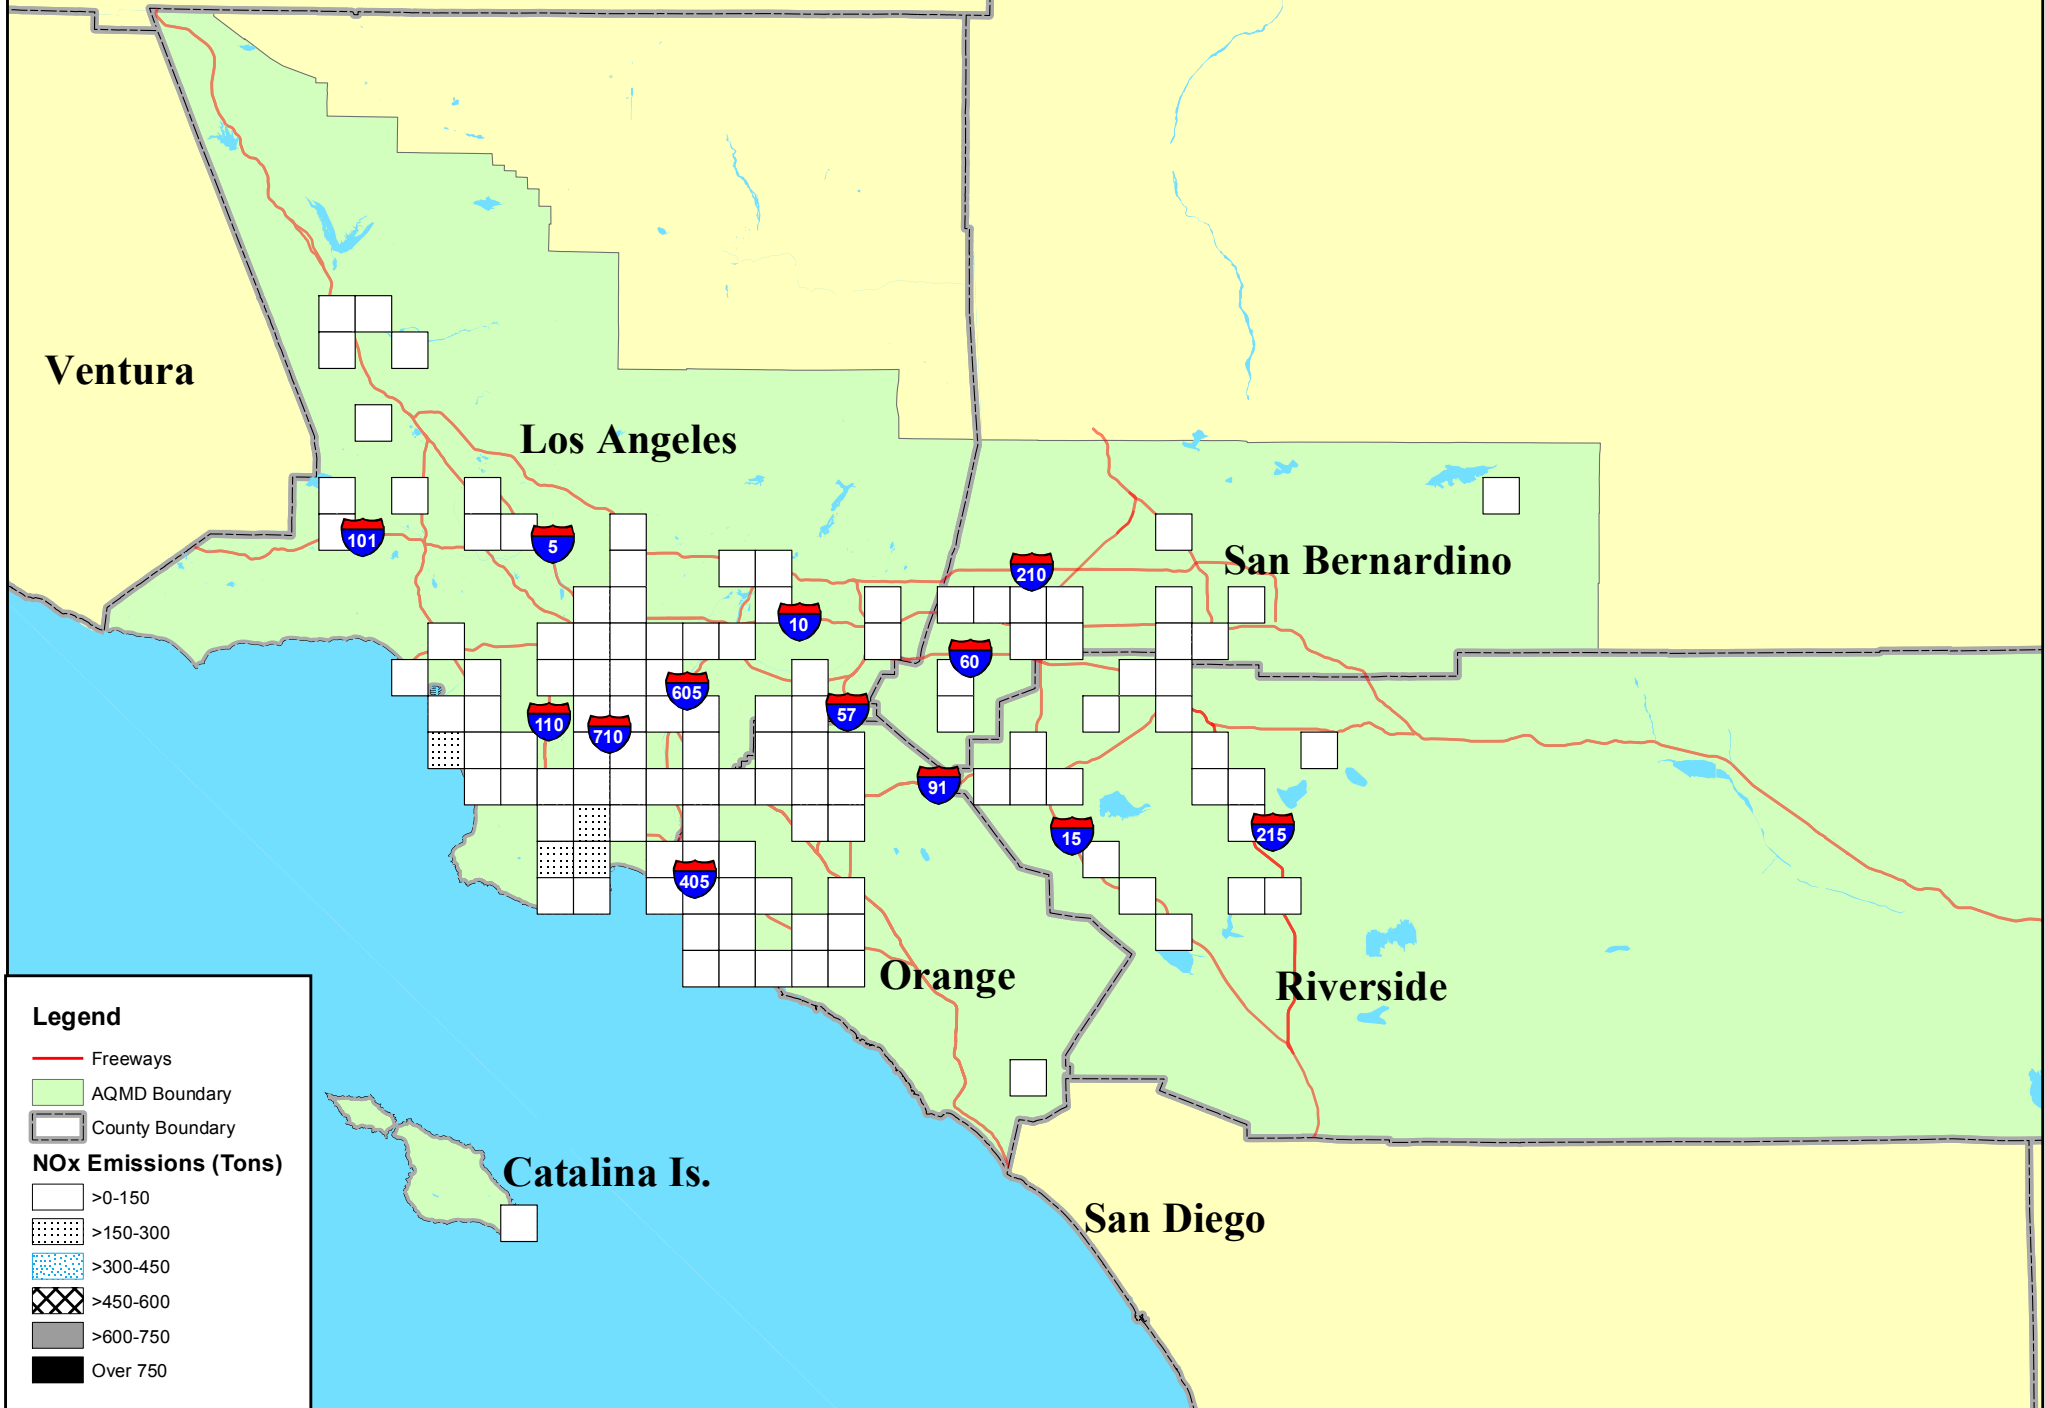 Ventura
Los Angeles
101
5
San Bernardino
210
10
60
605
110
710
57
91
15
215
405
Orange
Riverside
Legend
Freeways
AQMD Boundary
County Boundary
NOx Emissions (Tons)
>0-150
>150-300
>300-450
>450-600
>600-750
Over 750
Catalina Is.
San Diego